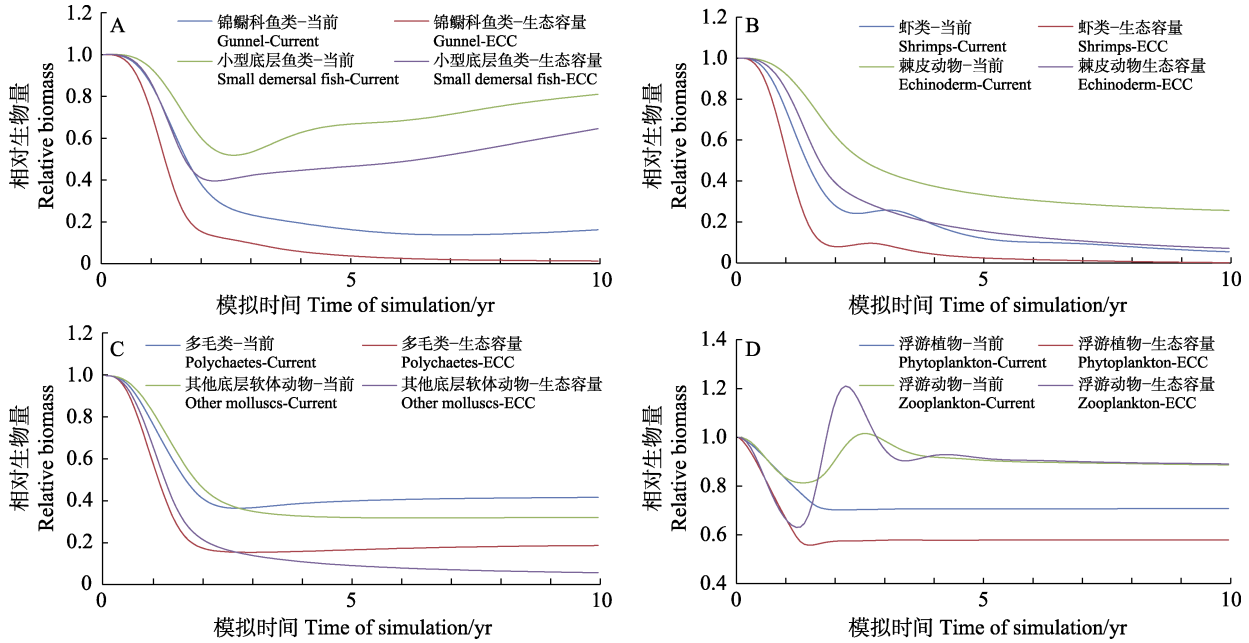 A
锦鳚科鱼类–当前
Gunnel-Current
锦鳚科鱼类–生态容量
Gunnel-ECC
小型底层鱼类–当前
Small demersal fish-Current
小型底层鱼类–生态容量
Small demersal fish-ECC
相对生物量
Relative biomass
1.2
1.0
0.8
0.6
0.4
0.2
0
0
5
10
模拟时间 Time of simulation/yr
B
虾类–当前
Shrimps-Current
虾类–生态容量
Shrimps-ECC
棘皮动物–当前
Echinoderm-Current
棘皮动物生态容量
Echinoderm-ECC
相对生物量
Relative biomass
1.2
1.0
0.8
0.6
0.4
0.2
0
0
5
10
模拟时间 Time of simulation/yr
C
多毛类–当前
Polychaetes-Current
多毛类–生态容量
Polychaetes-ECC
其他底层软体动物–当前
Other molluscs-Current
其他底层软体动物–生态容量
Other molluscs-ECC
相对生物量
Relative biomass
1.2
1.0
0.8
0.6
0.4
0.2
0
0
5
10
模拟时间 Time of simulation/yr
D
浮游植物–当前
Phytoplankton-Current
浮游植物–生态容量
Phytoplankton-ECC
浮游动物–当前
Zooplankton-Current
浮游动物–生态容量
Zooplankton-ECC
相对生物量
Relative biomass
1.4
1.2
1.0
0.8
0.6
0.4
0
5
10
模拟时间 Time of simulation/yr